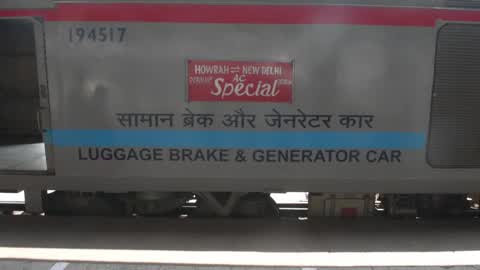 194517
HOWRAH ⇌ NEW DELHI
AC
Special
सामान ब्रेक और जेनरेटर कार
LUGGAGE BRAKE & GENERATOR CAR